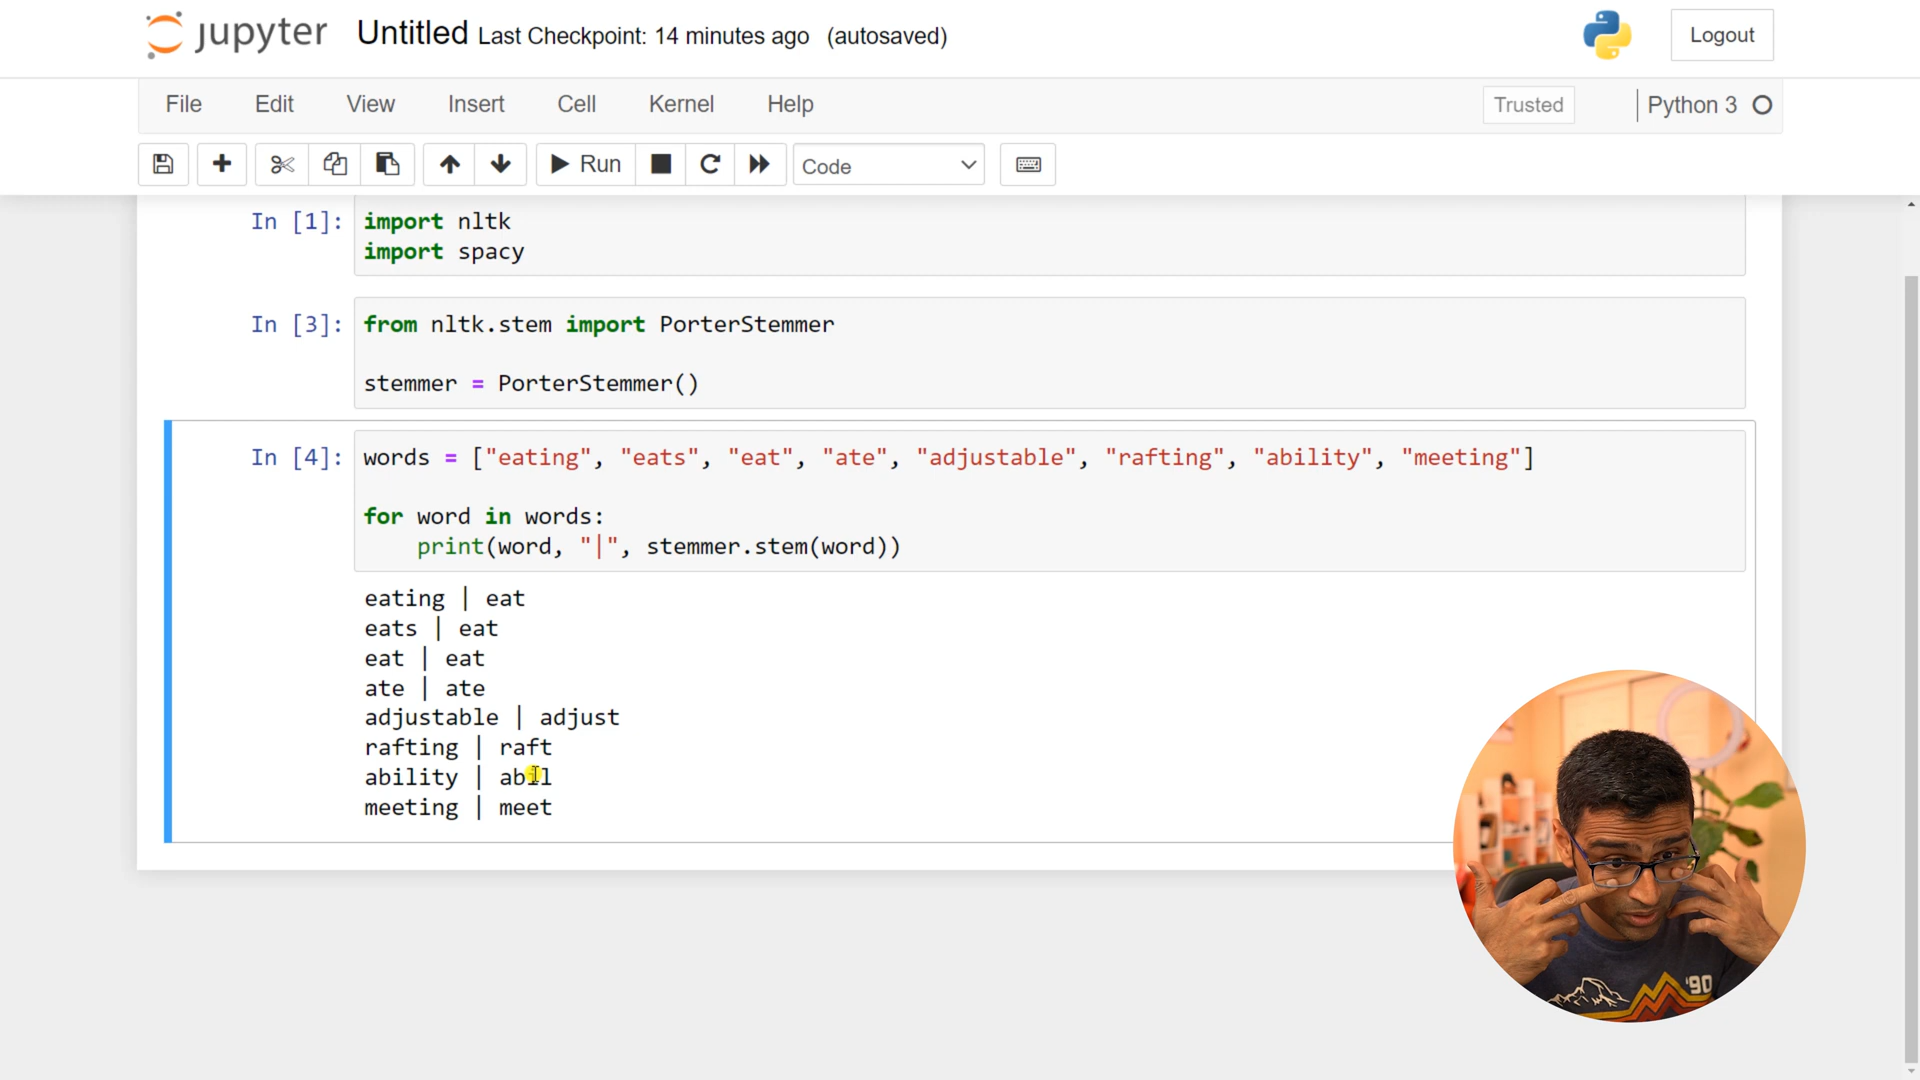 jupyter Untitled Last Checkpoint: 14 minutes ago (autosaved) Logout
File Edit View Insert Cell Kernel Help Trusted Python 3
Run Code
In [1]: import nltk
import spacy
In [3]: from nltk.stem import PorterStemmer
stemmer = PorterStemmer()
In [4]: words = ["eating", "eats", "eat", "ate", "adjustable", "rafting", "ability", "meeting"]
for word in words:
print(word, "|", stemmer.stem(word))
eating | eat
eats | eat
eat | eat
ate | ate
adjustable | adjust
rafting | raft
ability | abil
meeting | meet
'90